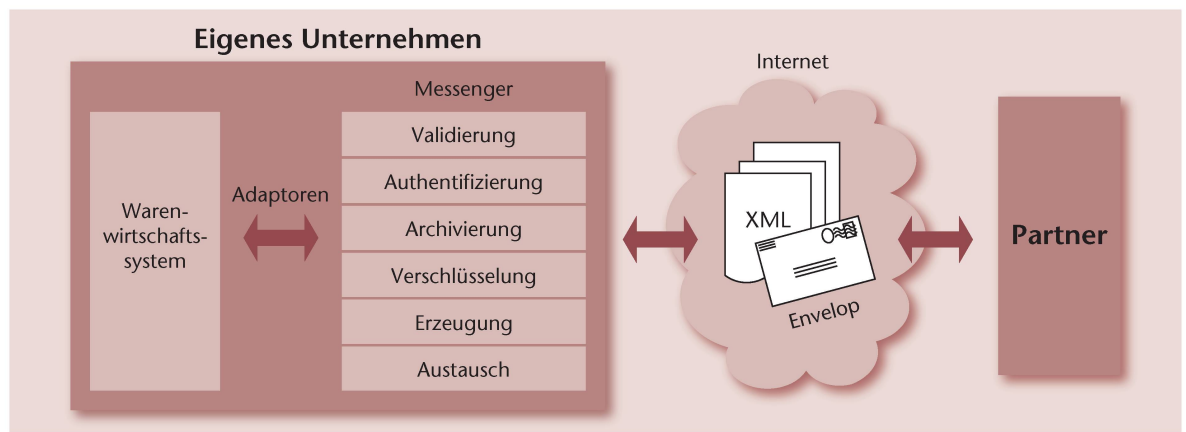 Eigenes Unternehmen
Internet
Messenger
Validierung
Authentifizierung
Archivierung
Verschlüsselung
Erzeugung
Austausch
Adaptoren
Waren-
wirtschafts-
system
XML
Envelop
Partner